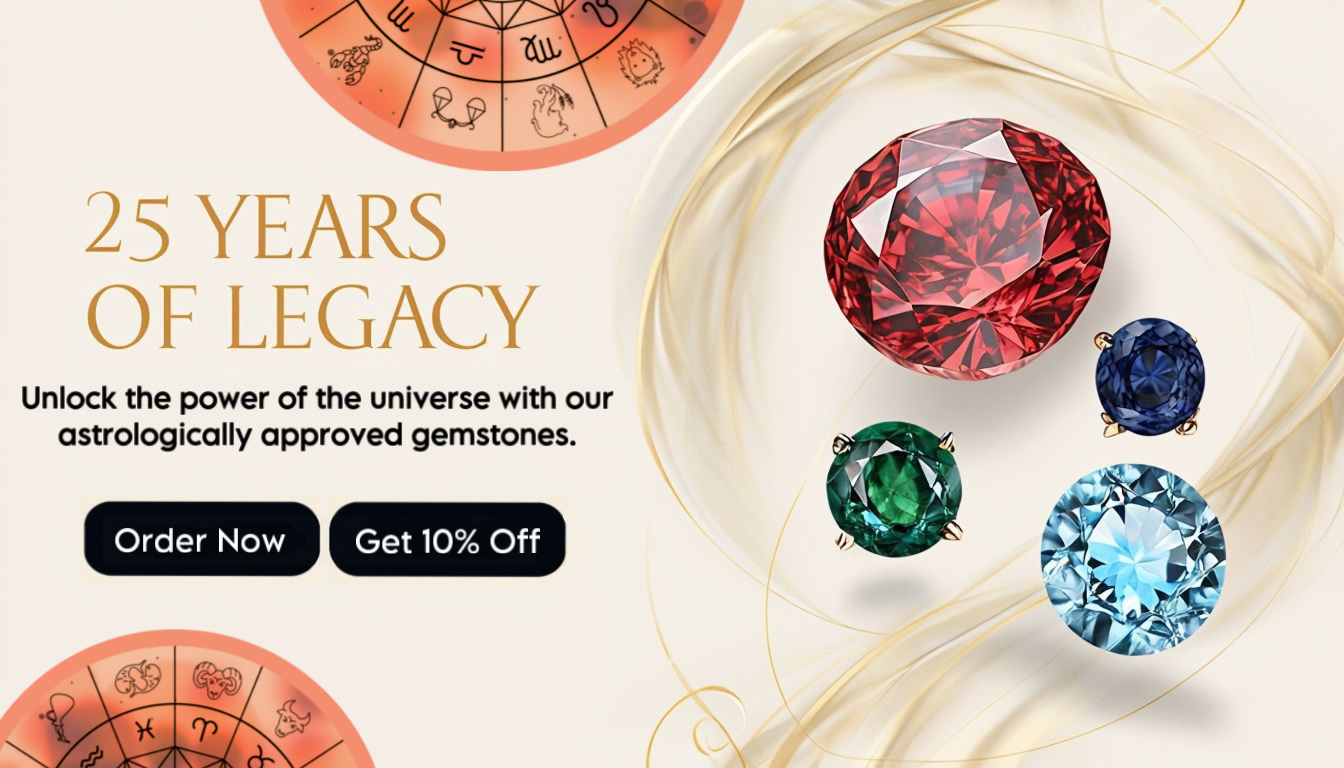 25 YEARS
OF LEGACY
Unlock the power of the universe with our
astrologically approved gemstones.
Order Now
Get 10% Off